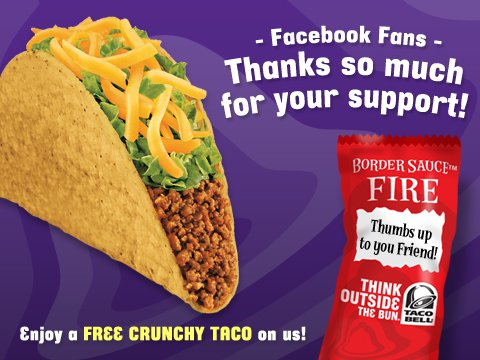 - Facebook Fans -
Thanks so much
for your support!
BORDER SAUCE™
FIRE
Thumbs up
to you Friend!
THINK
OUTSIDE
THE BUN.
TACO
BELL
Enjoy a FREE CRUNCHY TACO on us!